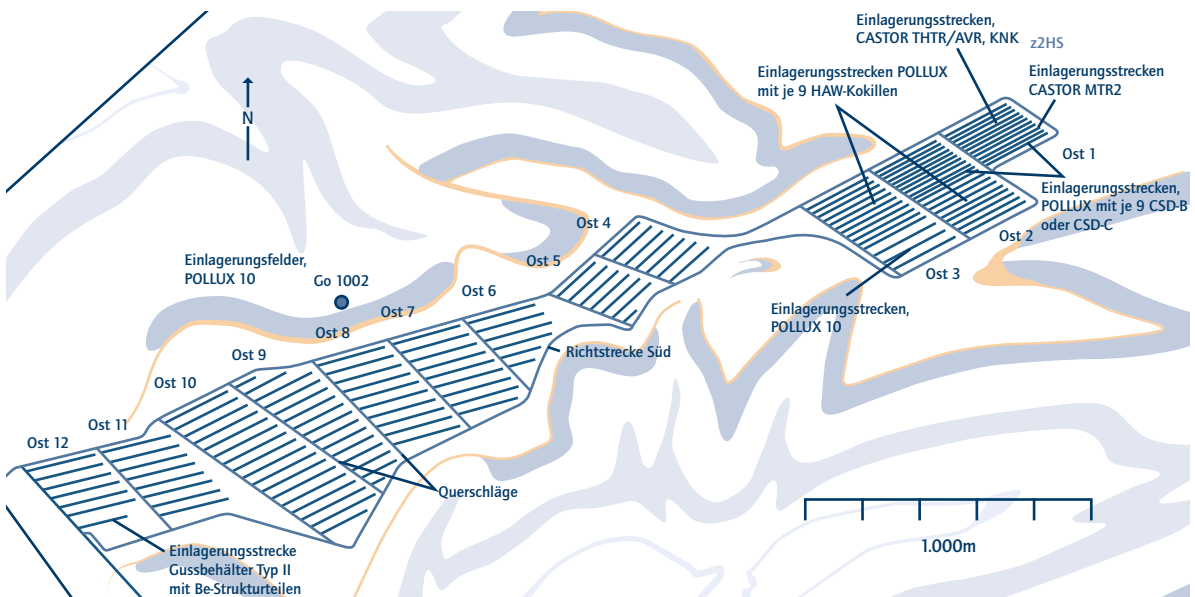 Einlagerungsstrecken,
CASTOR THTR/AVR, KNK
z2HS
Einlagerungsstrecken POLLUX
mit je 9 HAW-Kokillen
Einlagerungsstrecken
CASTOR MTR2
N
Ost 1
Einlagerungsstrecken,
POLLUX mit je 9 CSD-B
oder CSD-C
Ost 2
Ost 3
Ost 4
Ost 5
Einlagerungsfelder,
POLLUX 10
Go 1002
Ost 6
Ost 7
Ost 8
Einlagerungsstrecken,
POLLUX 10
Richtstrecke Süd
Ost 9
Ost 10
Ost 11
Ost 12
Querschläge
1.000m
Einlagerungsstrecke
Gussbehälter Typ II
mit Be-Strukturteilen